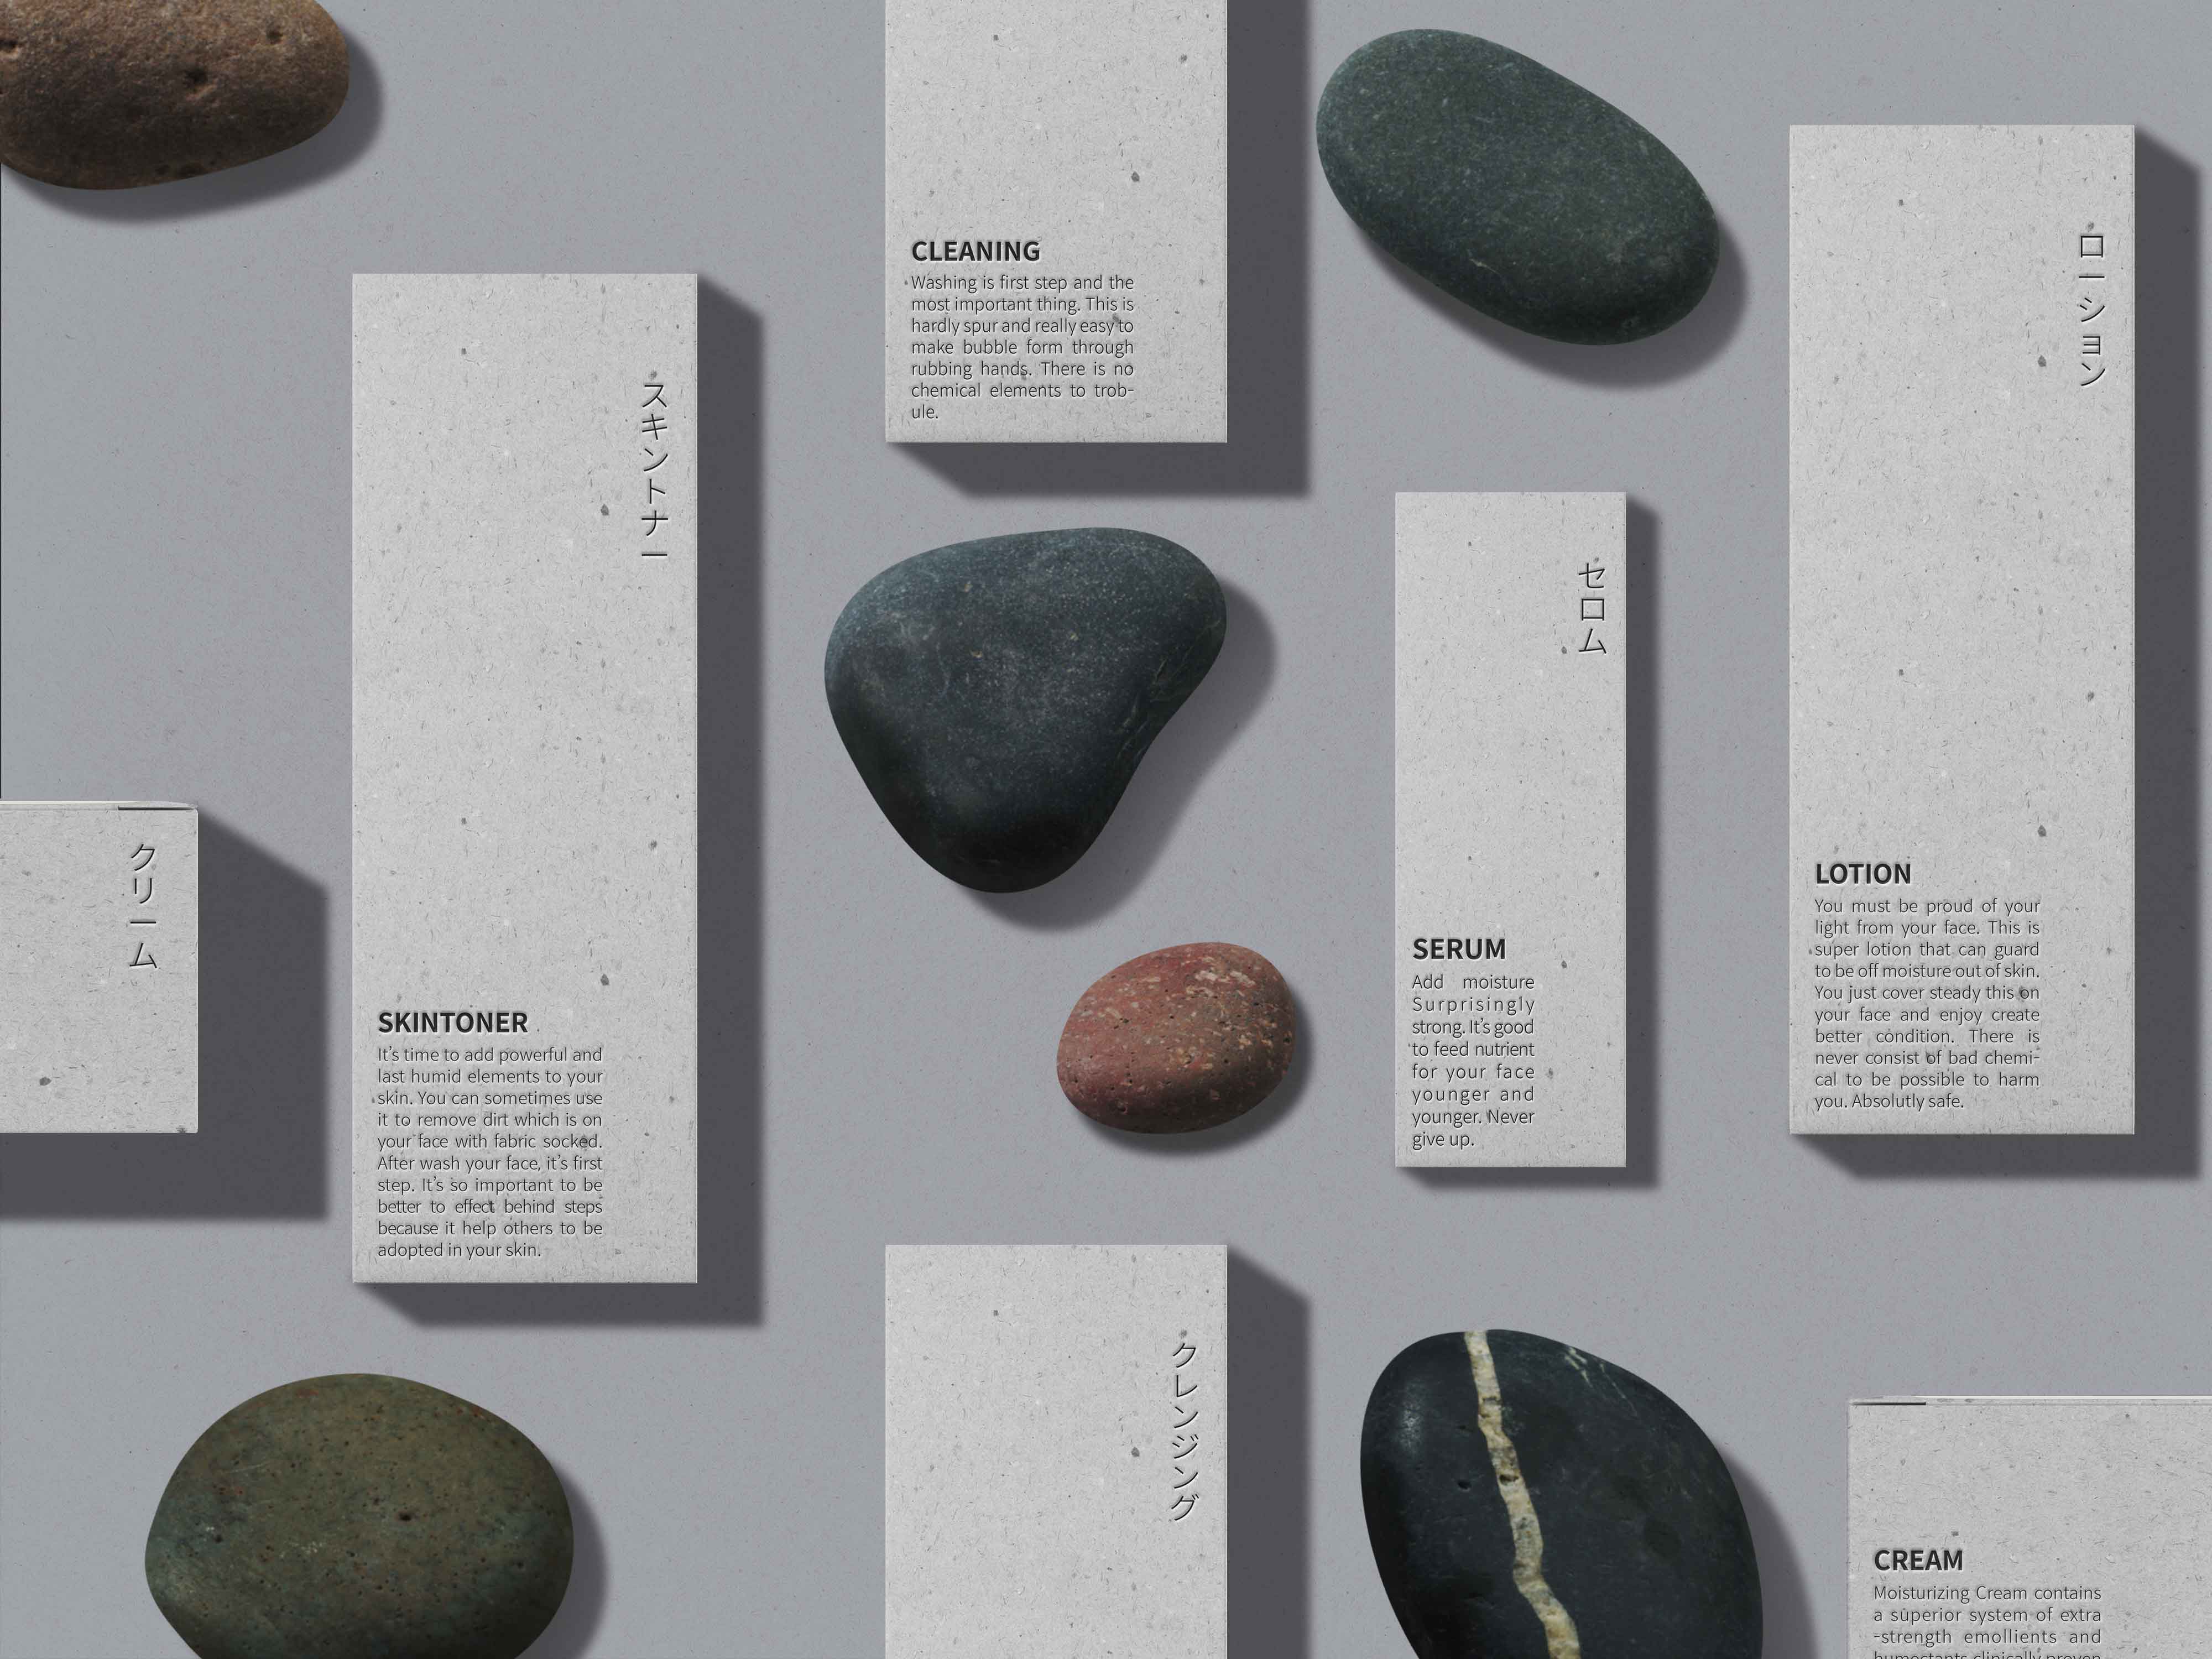 CLEANING
Washing is first step and the
most important thing. This is
hardly spur and really easy to
make bubble form through
rubbing hands. There is no
chemical elements to trob-
ule.
スキントナー
SKINTONER
It's time to add powerful and
last humid elements to your
skin. You can sometimes use
it to remove dirt which is on
your face with fabric socked.
After wash your face, it's first
step. It's so important to be
better to effect behind steps
because it help others to be
adopted in your skin.
クリーム
セロム
SERUM
Add moisture
Surprisingly
strong. It's good
to feed nutrient
for your face
younger and
younger. Never
give up.
ローション
LOTION
You must be proud of your
light from your face. This is
super lotion that can guard
to be off moisture out of skin.
You just cover steady this on
your face and enjoy create
better condition. There is
never consist of bad chemi-
cal to be possible to harm
you. Absolutly safe.
クレンジング
CREAM
Moisturizing Cream contains
a superior system of extra
-strength emollients and
humectants clinically proven